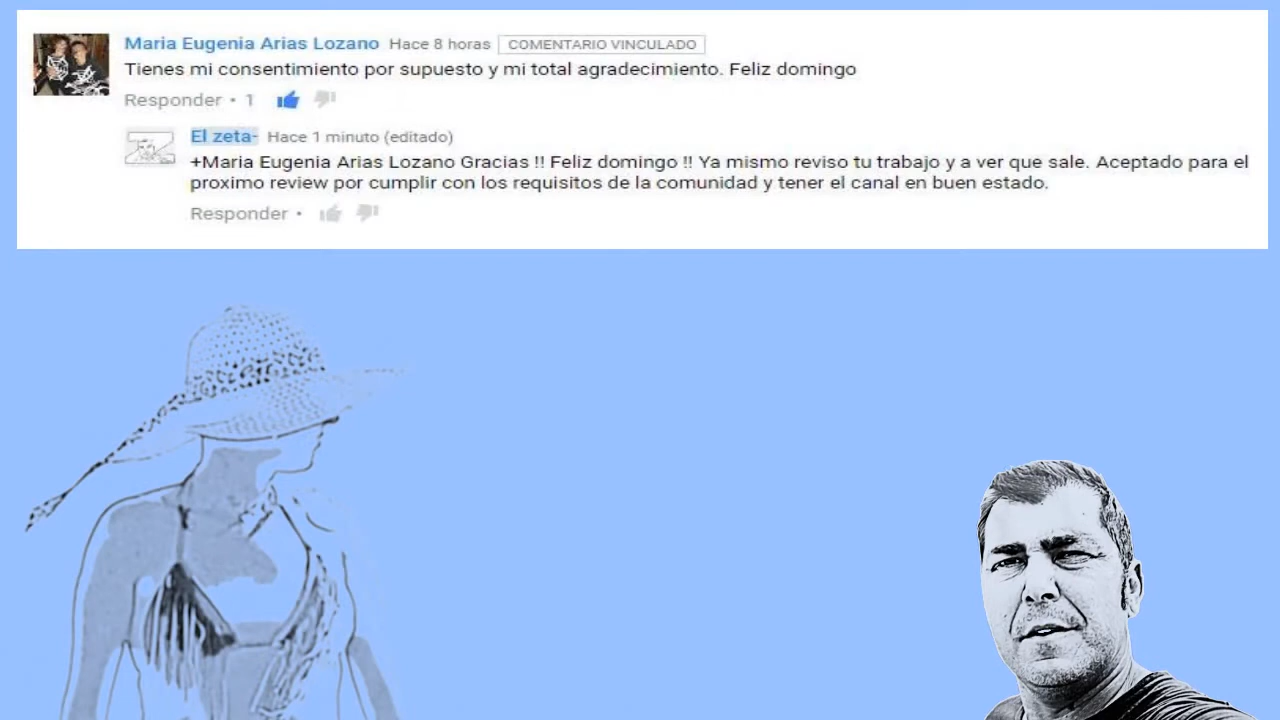 Maria Eugenia Arias Lozano Hace 8 horas COMENTARIO VINCULADO
Tienes mi consentimiento por supuesto y mi total agradecimiento. Feliz domingo
Responder • 1
El zeta- Hace 1 minuto (editado)
+Maria Eugenia Arias Lozano Gracias !! Feliz domingo !! Ya mismo reviso tu trabajo y a ver que sale. Aceptado para el
proximo review por cumplir con los requisitos de la comunidad y tener el canal en buen estado.
Responder •